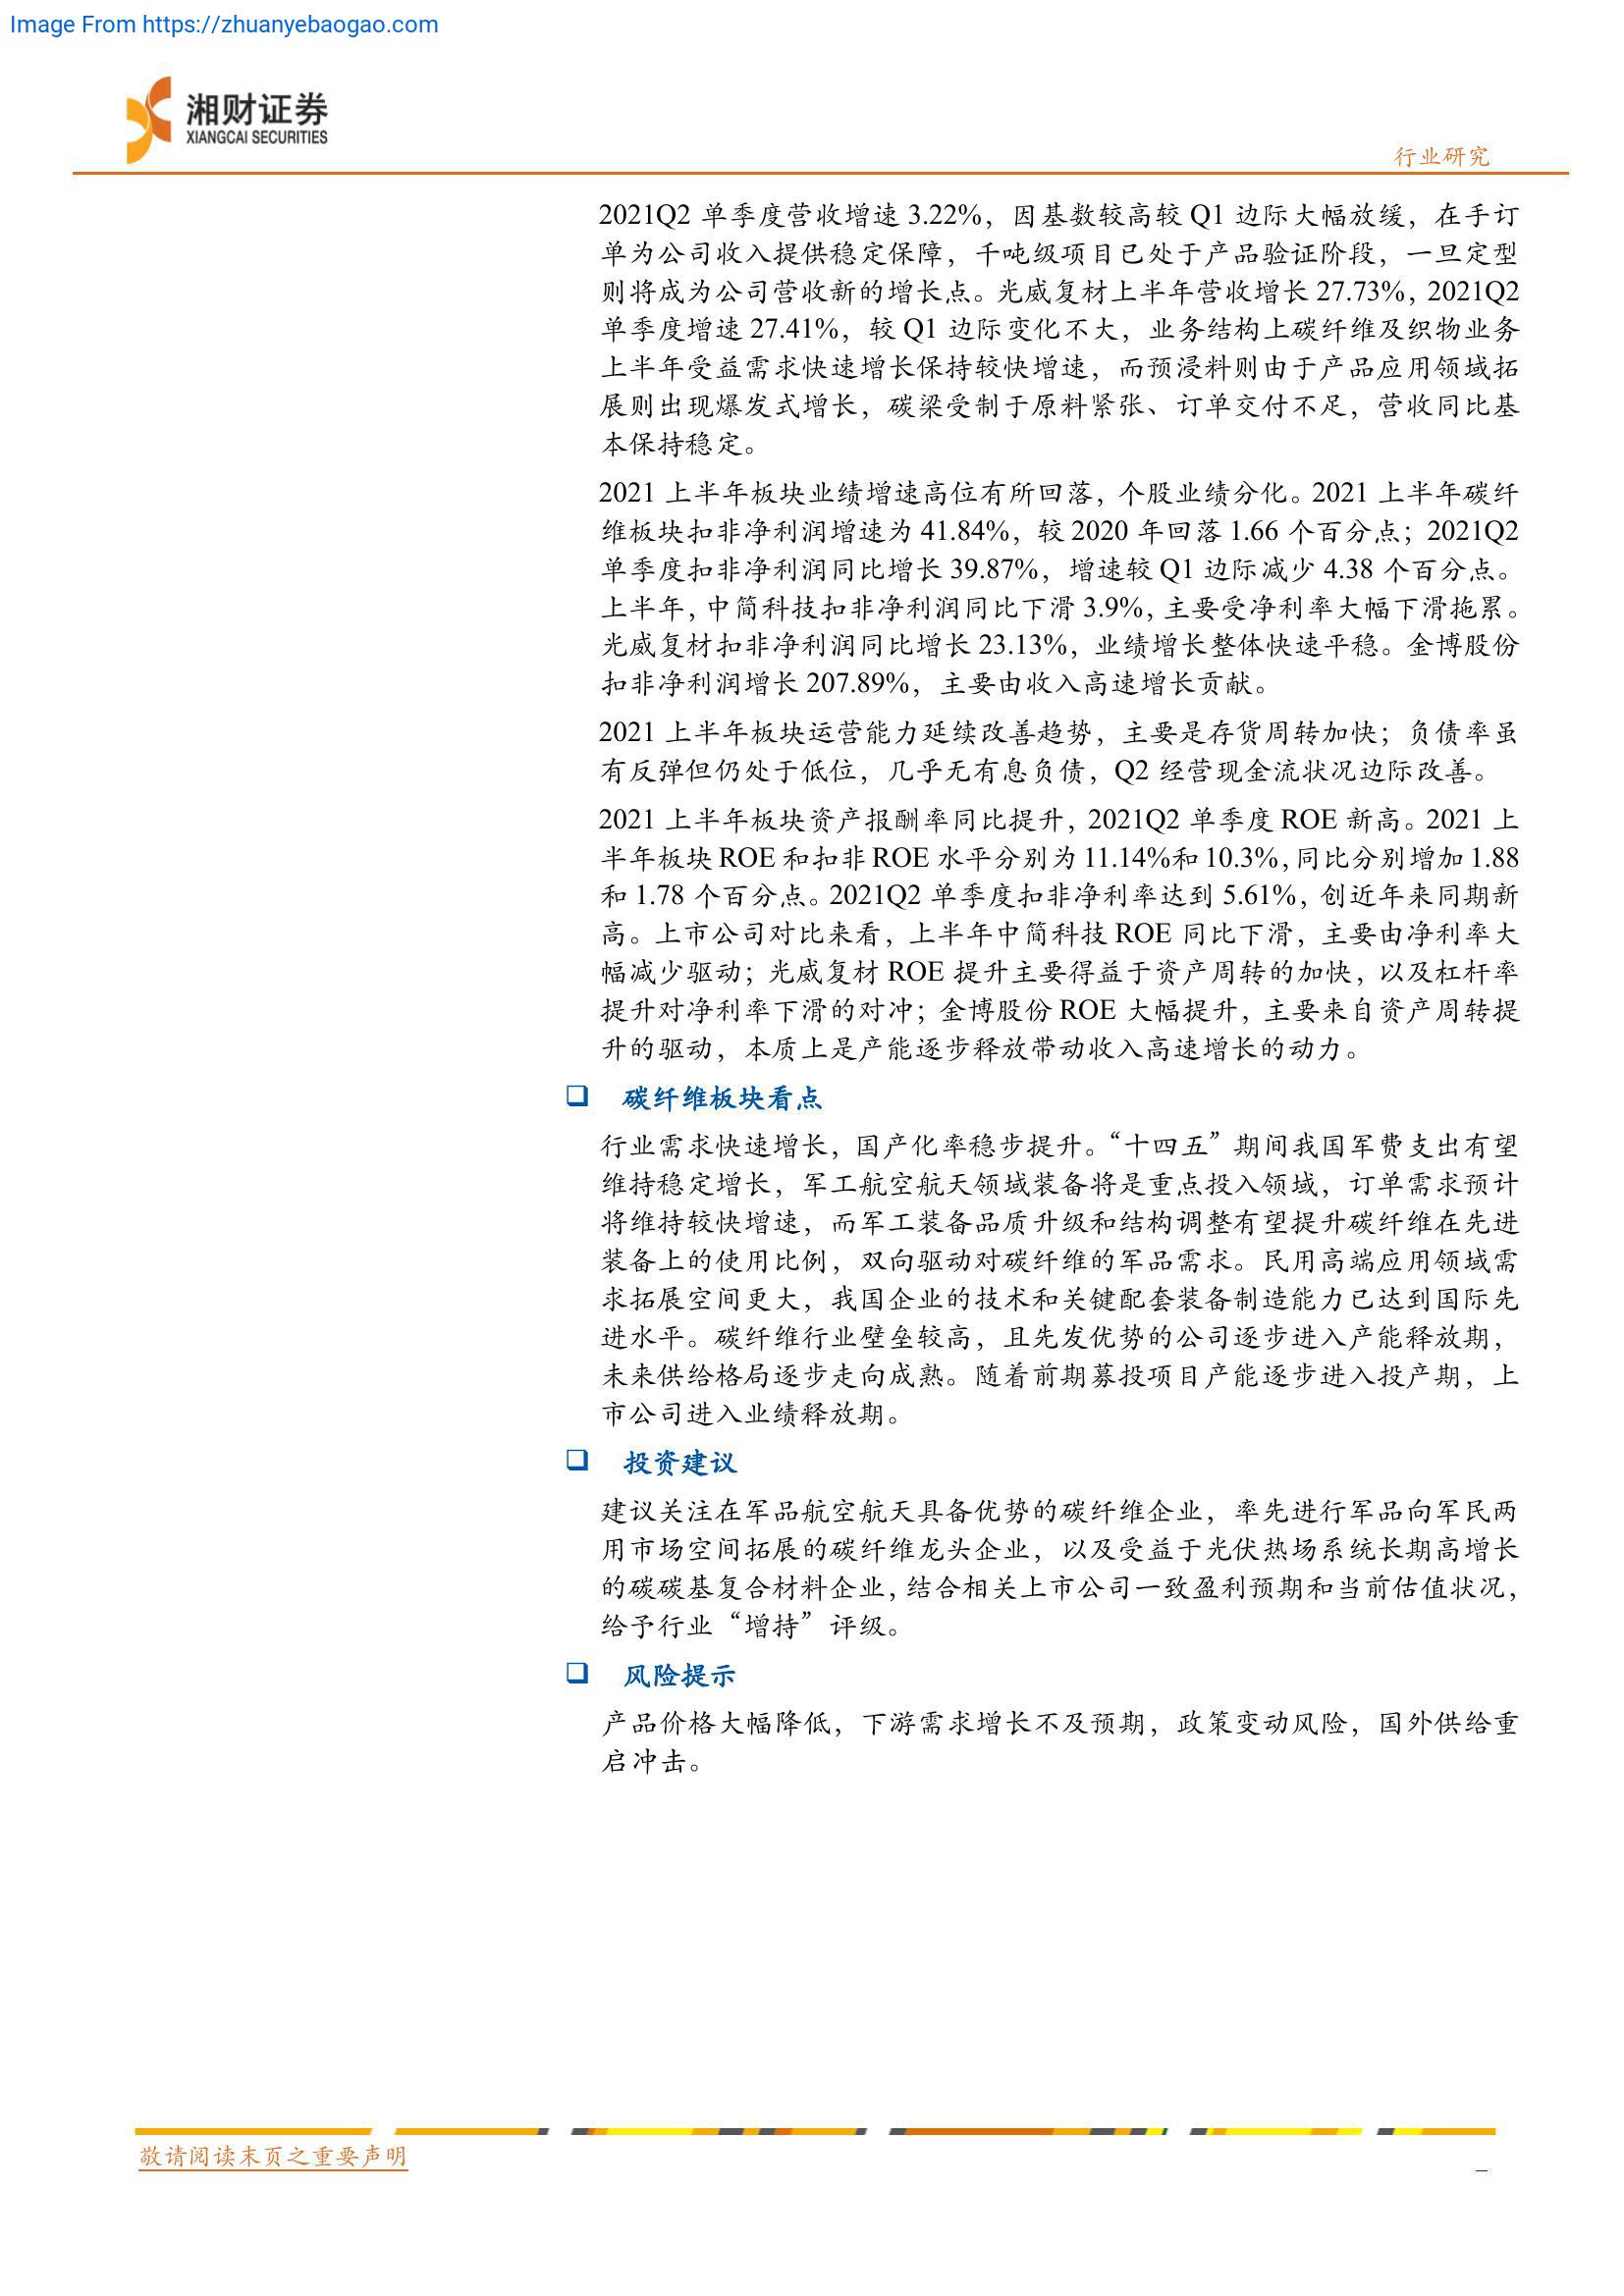 Image From https://zhuanyebaogao.com
湘财证券
XIANGCAI SECURITIES
行业研究
2021Q2 单季度营收增速 3.22%，因基数较高较 Q1 边际大幅放缓，在手订
单为公司收入提供稳定保障，千吨级项目已处于产品验证阶段，一旦定型
则将成为公司营收新的增长点。光威复材上半年营收增长 27.73%，2021Q2
单季度增速 27.41%，较 Q1 边际变化不大，业务结构上碳纤维及织物业务
上半年受益需求快速增长保持较快增速，而预浸料则由于产品应用领域拓
展则出现爆发式增长，碳梁受制于原料紧张、订单交付不足，营收同比基
本保持稳定。
2021 上半年板块业绩增速高位有所回落，个股业绩分化。2021 上半年碳纤
维板块扣非净利润增速为 41.84%，较 2020 年回落 1.66 个百分点；2021Q2
单季度扣非净利润同比增长 39.87%，增速较 Q1 边际减少 4.38 个百分点。
上半年，中简科技扣非净利润同比下滑 3.9%，主要受净利率大幅下滑拖累。
光威复材扣非净利润同比增长 23.13%，业绩增长整体快速平稳。金博股份
扣非净利润增长 207.89%，主要由收入高速增长贡献。
2021 上半年板块运营能力延续改善趋势，主要是存货周转加快；负债率虽
有反弹但仍处于低位，几乎无有息负债，Q2 经营现金流状况边际改善。
2021 上半年板块资产报酬率同比提升，2021Q2 单季度 ROE 新高。2021 上
半年板块 ROE 和扣非 ROE 水平分别为 11.14%和 10.3%，同比分别增加 1.88
和 1.78 个百分点。2021Q2 单季度扣非净利率达到 5.61%，创近年来同期新
高。上市公司对比来看，上半年中简科技 ROE 同比下滑，主要由净利率大
幅减少驱动；光威复材 ROE 提升主要得益于资产周转的加快，以及杠杆率
提升对净利率下滑的对冲；金博股份 ROE 大幅提升，主要来自资产周转提
升的驱动，本质上是产能逐步释放带动收入高速增长的动力。
❑ 碳纤维板块看点
行业需求快速增长，国产化率稳步提升。“十四五”期间我国军费支出有望
维持稳定增长，军工航空航天领域装备将是重点投入领域，订单需求预计
将维持较快增速，而军工装备品质升级和结构调整有望提升碳纤维在先进
装备上的使用比例，双向驱动对碳纤维的军品需求。民用高端应用领域需
求拓展空间更大，我国企业的技术和关键配套装备制造能力已达到国际先
进水平。碳纤维行业壁垒较高，且先发优势的公司逐步进入产能释放期，
未来供给格局逐步走向成熟。随着前期募投项目产能逐步进入投产期，上
市公司进入业绩释放期。
❑ 投资建议
建议关注在军品航空航天具备优势的碳纤维企业，率先进行军品向军民两
用市场空间拓展的碳纤维龙头企业，以及受益于光伏热场系统长期高增长
的碳碳基复合材料企业，结合相关上市公司一致盈利预期和当前估值状况，
给予行业“增持”评级。
❑ 风险提示
产品价格大幅降低，下游需求增长不及预期，政策变动风险，国外供给重
启冲击。
敬请阅读末页之重要声明